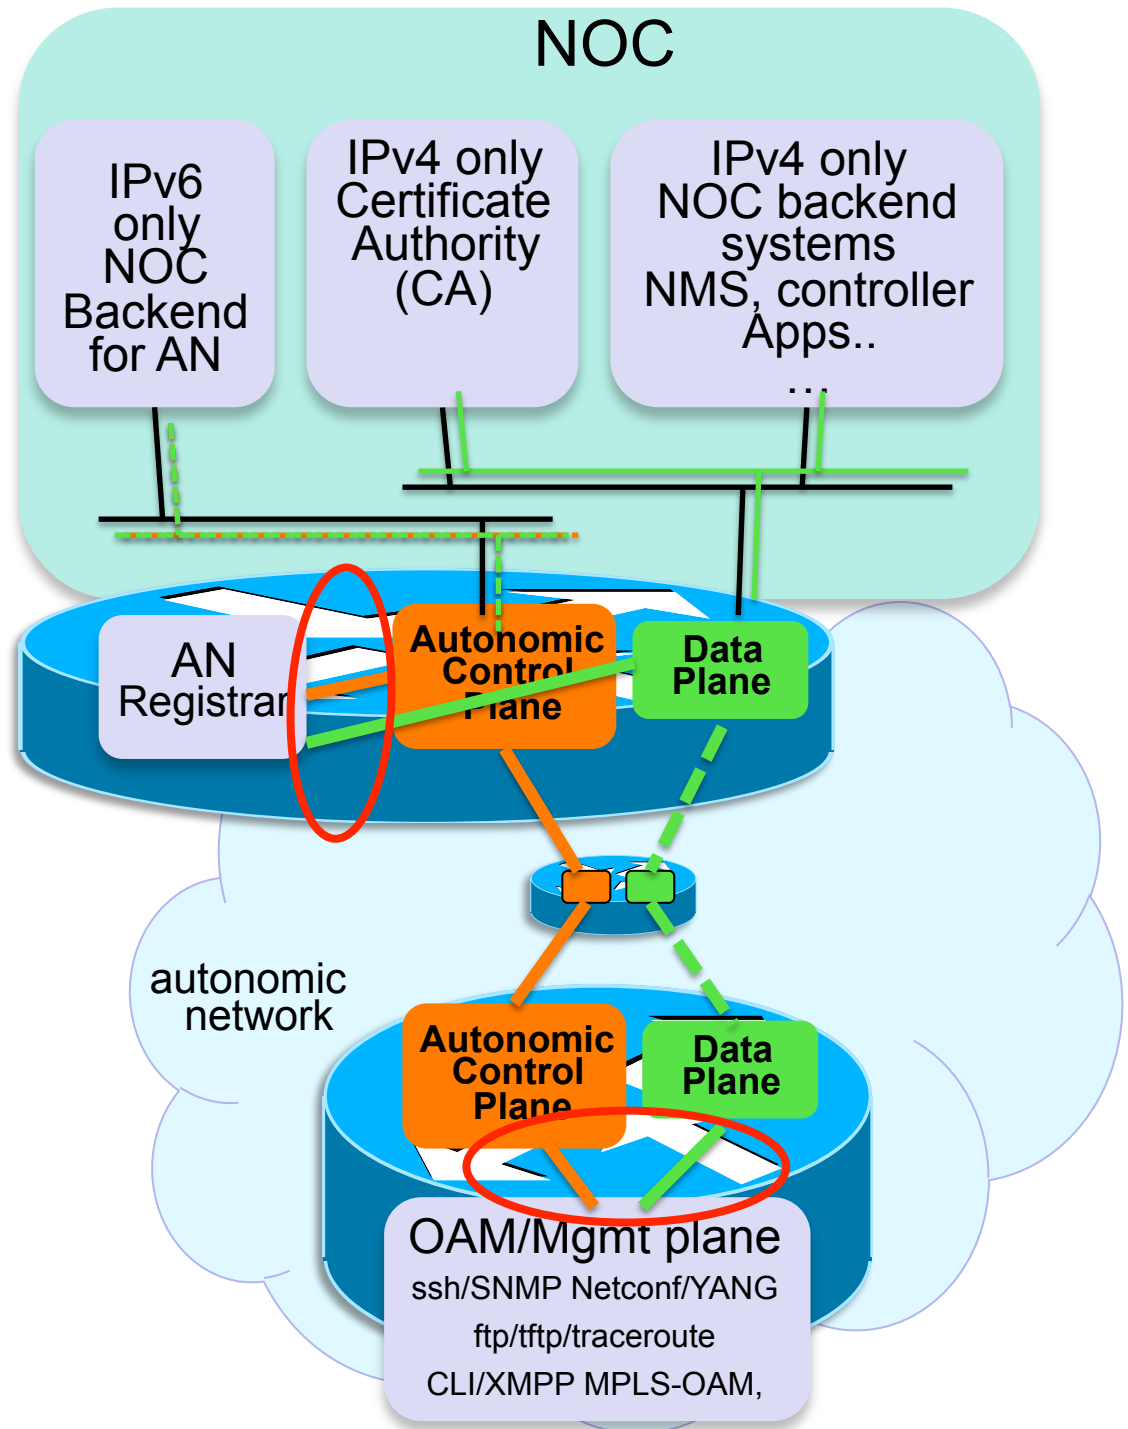 NOC
IPv6
only
NOC
Backend
for AN
IPv4 only
Certificate
Authority
(CA)
IPv4 only
NOC backend
systems
NMS, controller
Apps..
...
AN
Registrar
Autonomic
Control
Plane
Data
Plane
autonomic
network
Autonomic
Control
Plane
Data
Plane
OAM/Mgmt plane
ssh/SNMP Netconf/YANG
ftp/tftp/traceroute
CLI/XMPP MPLS-OAM,